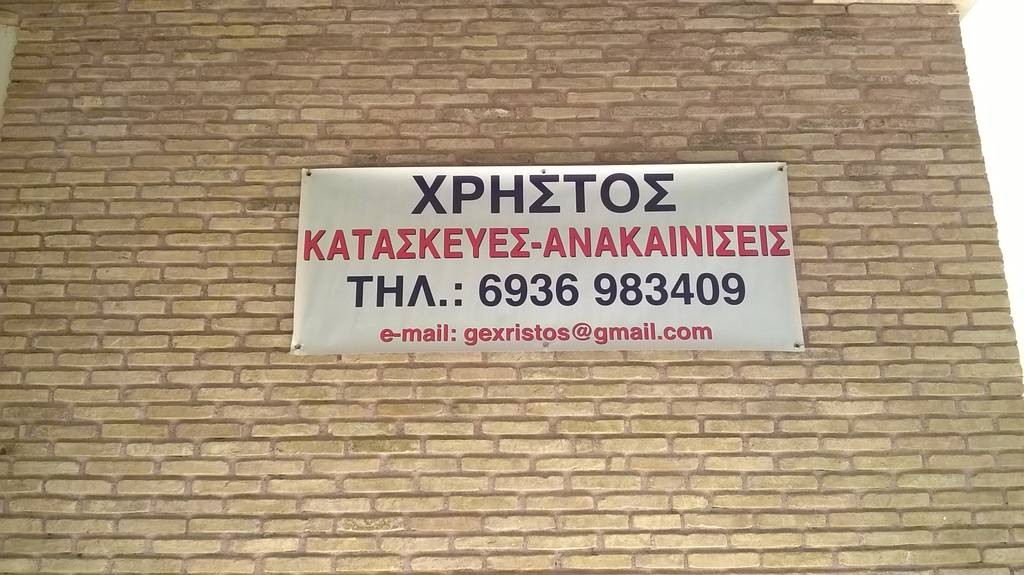 ΧΡΗΣΤΟΣ
ΚΑΤΑΣΚΕΥΕΣ-ΑΝΑΚΑΙΝΙΣΕΙΣ
ΤΗΛ.: 6936 983409
e-mail: gexristos@gmail.com